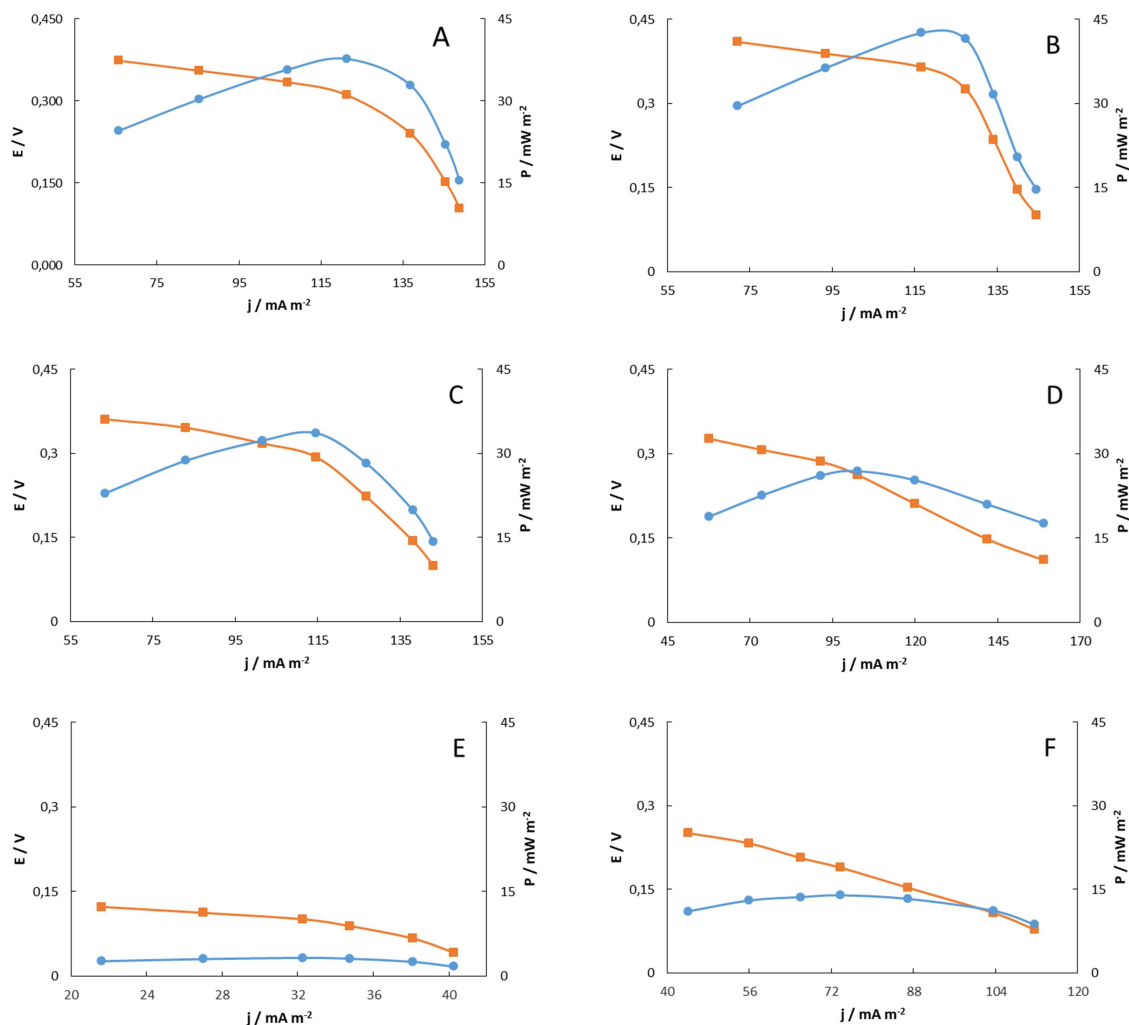 A
0,450
0,300
0,150
0,000
E / V
45
30
15
0
P / mW m-2
55 75 95 115 135 155
j / mA m-2
B
0,45
0,3
0,15
0
E / V
45
30
15
0
P / mW m-2
55 75 95 115 135 155
j / mA m-2
C
0,45
0,3
0,15
0
E / V
45
30
15
0
P / mW m-2
55 75 95 115 135 155
j / mA m-2
D
0,45
0,3
0,15
0
E / V
45
30
15
0
P / mW m-2
45 70 95 120 145 170
j / mA m-2
E
0,45
0,3
0,15
0
E / V
45
30
15
0
P / mW m-2
20 24 28 32 36 40
j / mA m-2
F
0,45
0,3
0,15
0
E / V
45
30
15
0
P / mW m-2
40 56 72 88 104 120
j / mA m-2